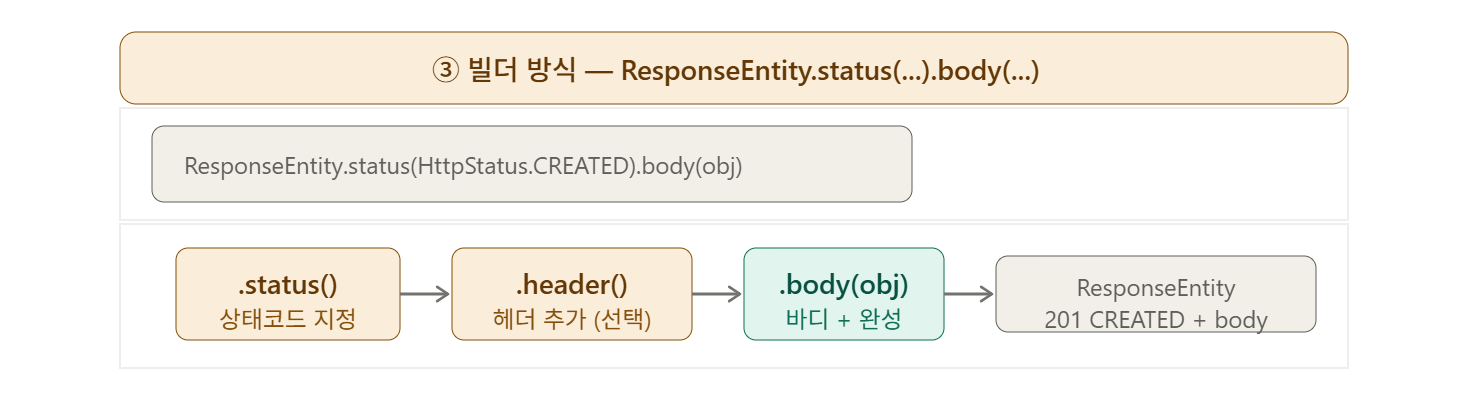 ③ 빌더 방식 — ResponseEntity.status(...).body(...)
ResponseEntity.status(HttpStatus.CREATED).body(obj)
.status()
상태코드 지정
.header()
헤더 추가 (선택)
.body(obj)
바디 + 완성
ResponseEntity
201 CREATED + body